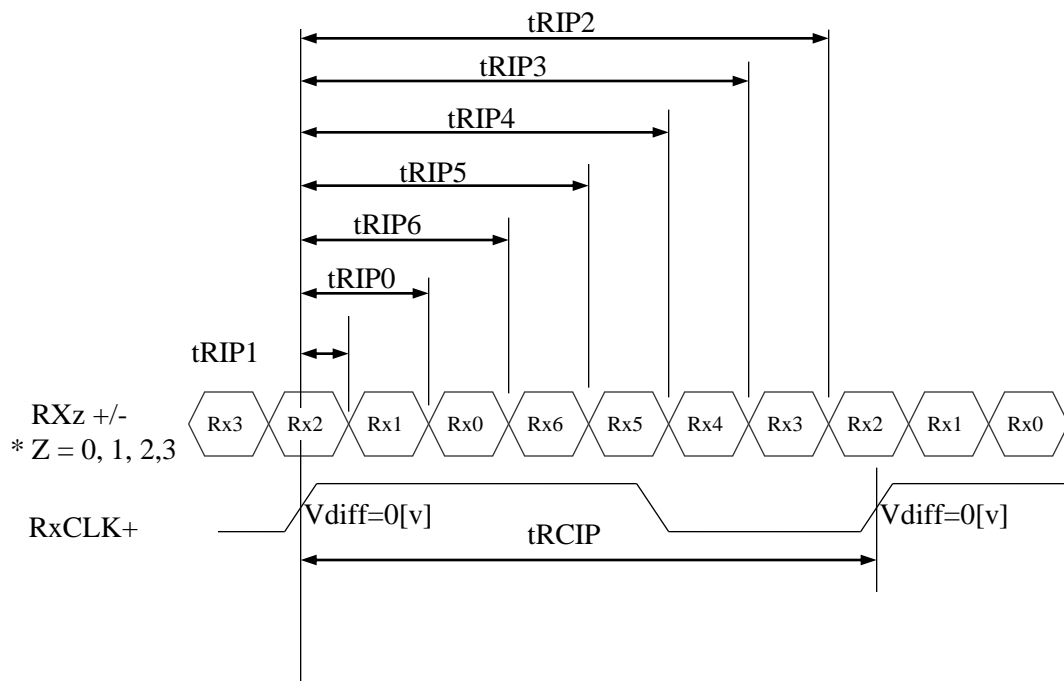 tRIP2
tRIP3
tRIP4
tRIP5
tRIP6
tRIP0
tRIP1
RXz +/-
* Z = 0, 1, 2,3
Rx3 Rx2 Rx1 Rx0 Rx6 Rx5 Rx4 Rx3 Rx2 Rx1 Rx0
RxCLK+
Vdiff=0[v] Vdiff=0[v]
tRCIP